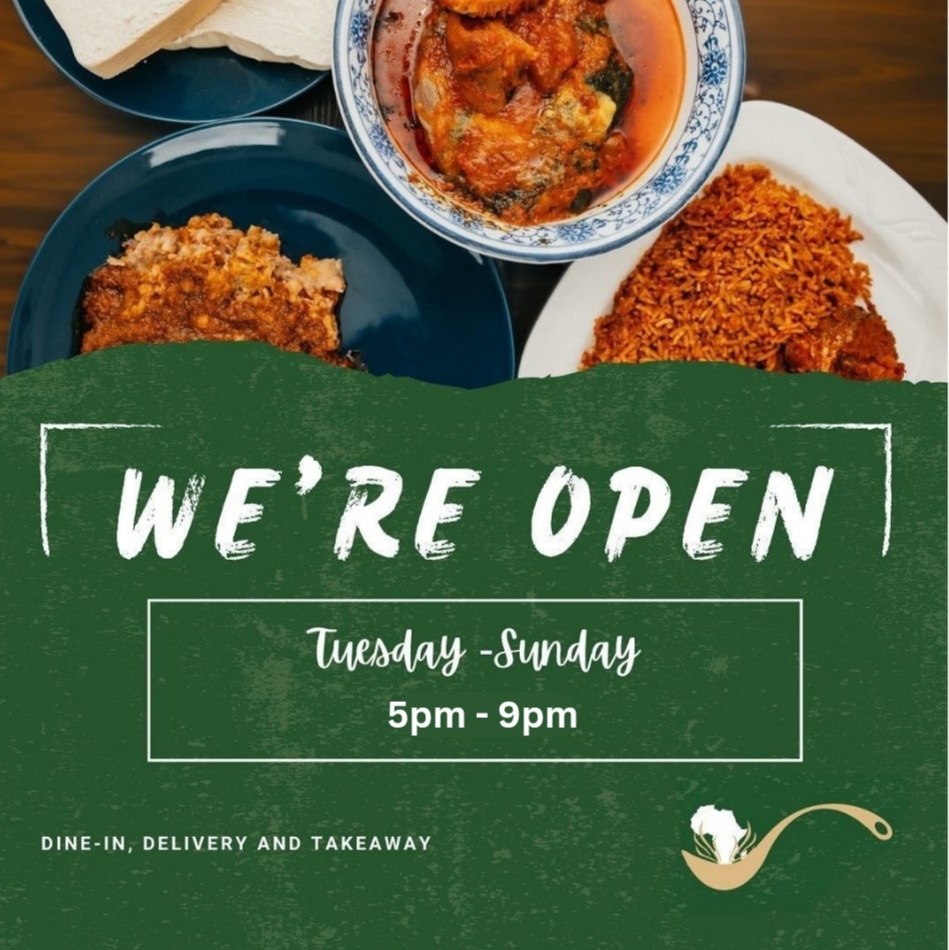 WE'RE OPEN
Tuesday -Sunday
5pm - 9pm
DINE-IN, DELIVERY AND TAKEAWAY